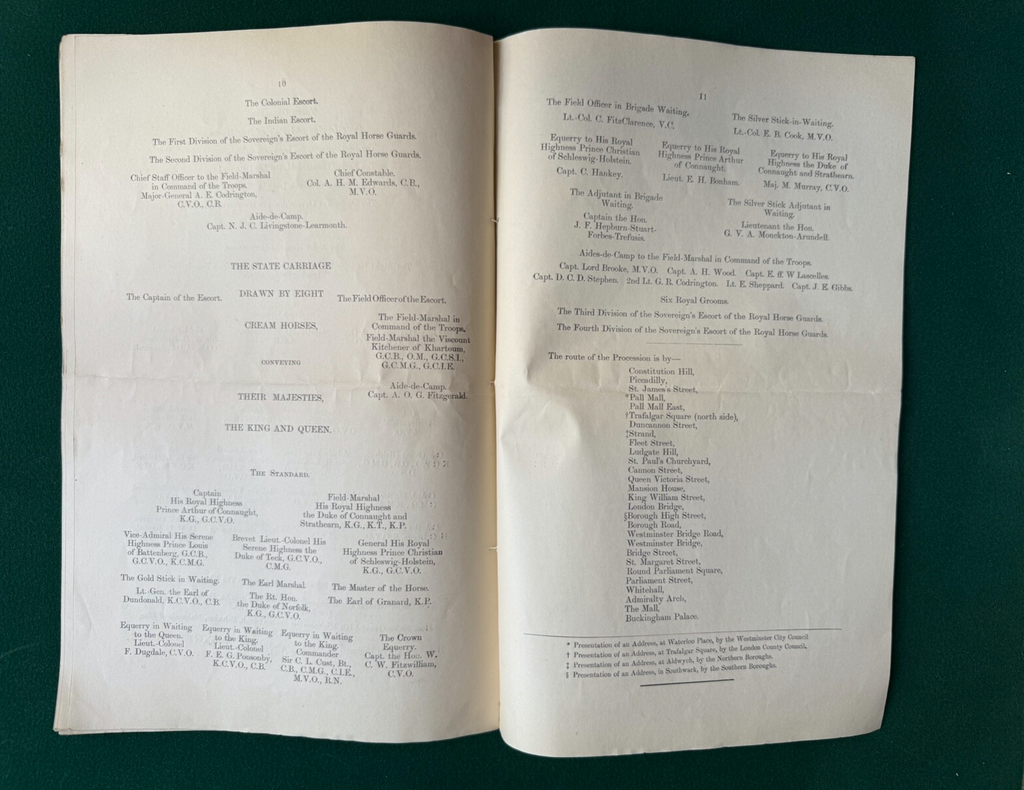 10
The Colonial Escort.
The Indian Escort.
The First Division of the Sovereign's Escort of the Royal Horse Guards.
The Second Division of the Sovereign's Escort of the Royal Horse Guards.
Chief Staff Officer to the Field-Marshal
in Command of the Troops.
Major-General A. E. Codrington,
C.V.O., C.B.
Chief Constable.
Col. A. H. M. Edwards, C.B.,
M.V.O.
Aide-de-Camp.
Capt. N. J. C. Livingstone-Learmonth.
THE STATE CARRIAGE
The Captain of the Escort.
DRAWN BY EIGHT
The Field Officer of the Escort.
CREAM HORSES,
The Field-Marshal in
Command of the Troops,
Field-Marshal the Viscount
Kitchener of Khartoum,
G.C.B., O.M., G.C.S.I.,
G.C.M.G., G.C.I.E.
CONVEYING
Aide-de-Camp.
Capt. A. O. G. Fitzgerald.
THEIR MAJESTIES,
THE KING AND QUEEN.
THE STANDARD.
Captain
His Royal Highness
Prince Arthur of Connaught,
K.G., G.C.V.O.
Field-Marshal
His Royal Highness
the Duke of Connaught and
Strathearn, K.G., K.T., K.P.
Vice-Admiral His Serene
Highness Prince Louis
of Battenberg, G.C.B.,
G.C.V.O., K.C.M.G.
Brevet Lieut.-Colonel His
Serene Highness the
Duke of Teck, G.C.V.O.,
C.M.G.
General His Royal
Highness Prince Christian
of Schleswig-Holstein,
K.G., G.C.V.O.
The Gold Stick in Waiting.
Lt.-Gen. the Earl of
Dundonald, K.C.V.O., C.B.
The Earl Marshal.
The Rt. Hon.
the Duke of Norfolk,
K.G., G.C.V.O.
The Master of the Horse.
The Earl of Granard, K.P.
Equerry in Waiting
to the Queen.
Lieut.-Colonel
F. Dugdale, C.V.O.
Equerry in Waiting
to the King.
Lieut.-Colonel
F. E. G. Ponsonby,
K.C.V.O., C.B.
Equerry in Waiting
to the King.
Commander
Sir C. L. Cust, Bt.,
C.B., C.M.G., C.I.E.,
M.V.O., R.N.
The Crown
Equerry.
Capt. the Hon. W.
C. W. Fitzwilliam,
C.V.O.
11
The Field Officer in Brigade Waiting.
Lt.-Col. C. FitzClarence, V.C.
The Silver Stick-in-Waiting.
Lt.-Col. E. B. Cook, M.V.O.
Equerry to His Royal
Highness Prince Christian
of Schleswig-Holstein.
Capt. C. Hankey.
Equerry to His Royal
Highness Prince Arthur
of Connaught.
Lieut. E. H. Bonham.
Equerry to His Royal
Highness the Duke of
Connaught and Strathearn.
Maj. M. Murray, C.V.O.
The Adjutant in Brigade
Waiting.
Captain the Hon.
J. F. Hepburn-Stuart-
Forbes-Trefusis.
The Silver Stick Adjutant in
Waiting.
Lieutenant the Hon.
G. V. A. Monckton-Arundell.
Aides-de-Camp to the Field-Marshal in Command of the Troops.
Capt. Lord Brooke, M.V.O. Capt. A. H. Wood. Capt. E. ff. W Lascelles.
Capt. D. C. D. Stephen. 2nd Lt. G. R. Codrington. Lt. E. Sheppard. Capt. J. E. Gibbs.
Six Royal Grooms.
The Third Division of the Sovereign's Escort of the Royal Horse Guards.
The Fourth Division of the Sovereign's Escort of the Royal Horse Guards.
The route of the Procession is by—
Constitution Hill,
Piccadilly,
St. James's Street,
*Pall Mall,
Pall Mall East,
†Trafalgar Square (north side),
Duncannon Street,
‡Strand,
Fleet Street,
Ludgate Hill,
St. Paul's Churchyard,
Cannon Street,
Queen Victoria Street,
Mansion House,
King William Street,
London Bridge,
§Borough High Street,
Borough Road,
Westminster Bridge Road,
Westminster Bridge,
Bridge Street,
St. Margaret Street,
Round Parliament Square,
Parliament Street,
Whitehall,
Admiralty Arch,
The Mall,
Buckingham Palace.
* Presentation of an Address, at Waterloo Place, by the Westminster City Council
† Presentation of an Address, at Trafalgar Square, by the London County Council.
‡ Presentation of an Address, at Aldwych, by the Northern Boroughs.
§ Presentation of an Address, in Southwark, by the Southern Boroughs.